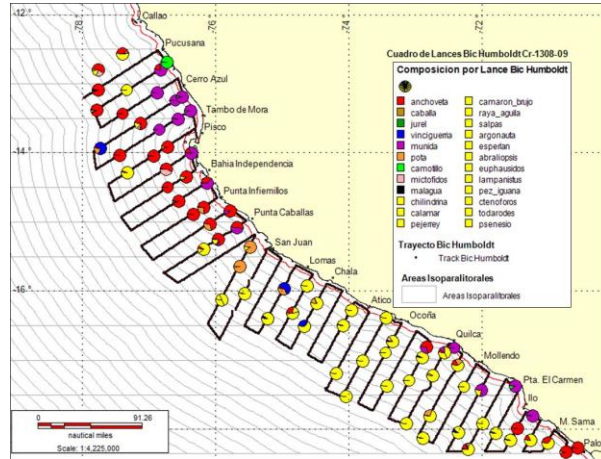 -78
-76
-74
-72
-12°
-14°
-16°
Callao
Pucusana
Cerro Azul
Tambo de Mora
Pisco
Bahia Independencia
Punta Infiernillos
Punta Caballas
San Juan
Lomas
Chala
Atico
Ocoña
Quilca
Mollendo
Pta. El Carmen
Ilo
M. Sama
Palo
Cuadro de Lances Bic Humboldt Cr-1308-09
Composicion por Lance Bic Humboldt
anchoveta
caballa
jurel
vinciguerria
munida
pota
camotillo
mictofidos
malagua
chilindrina
calamar
pejerrey
camaron_brujo
raya_aguila
salpas
argonauta
esperlan
abraliopsis
euphausidos
lampanistus
pez_iguana
ctenoforos
todarodes
psenesio
Trayecto Bic Humboldt
Track Bic Humboldt
Areas Isoparalitorales
Areas Isoparalitorales
0 91.26
nautical miles
Scale: 1:4,225,000